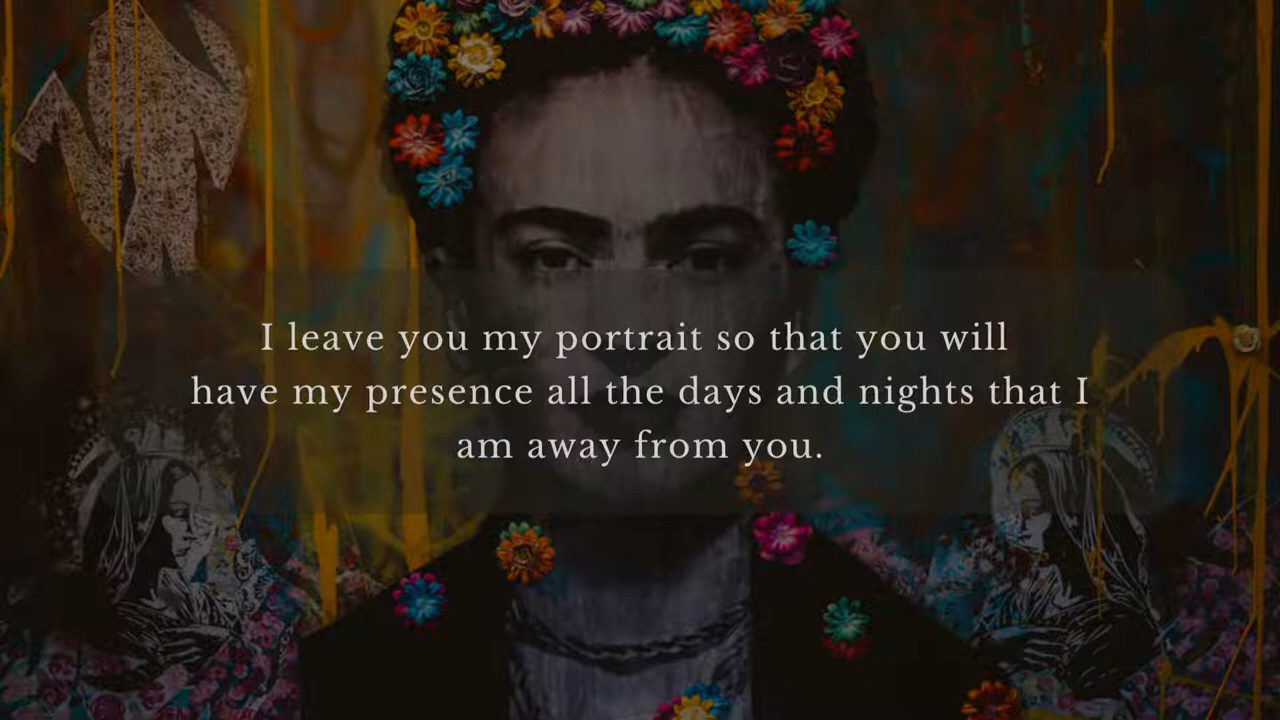 I leave you my portrait so that you will
have my presence all the days and nights that I
am away from you.